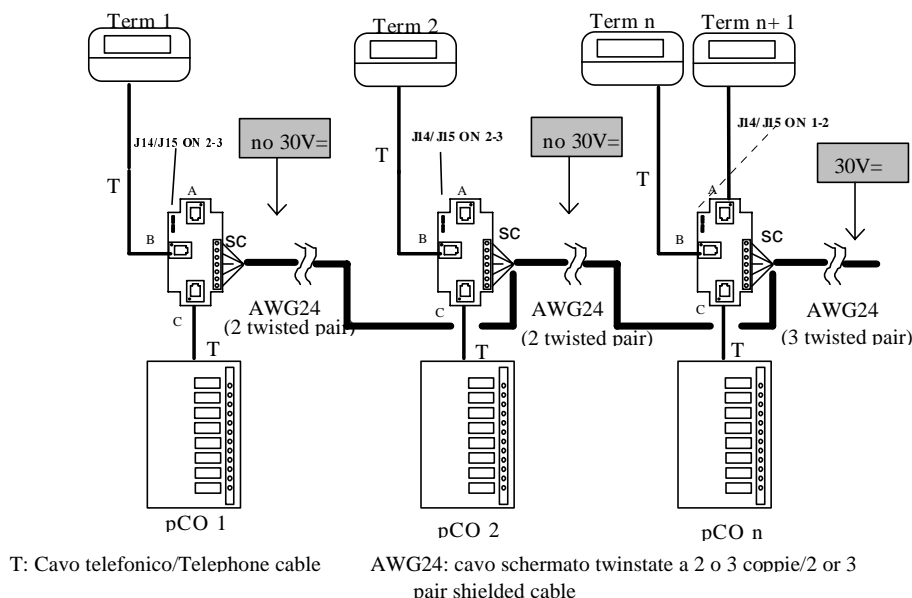 Term 1
Term 2
Term n
Term n+ 1
J14/ J15 ON 2-3
no 30V=
J14/ J15 ON 2-3
no 30V=
J14/ J15 ON 1-2
30V=
T
T
T
A
A
A
B
B
B
SC
SC
SC
C
C
C
AWG24
(2 twisted pair)
AWG24
(2 twisted pair)
AWG24
(3 twisted pair)
T
T
T
pCO 1
pCO 2
pCO n
T: Cavo telefonico/Telephone cable
AWG24: cavo schermato twinstate a 2 o 3 coppie/2 or 3
pair shielded cable